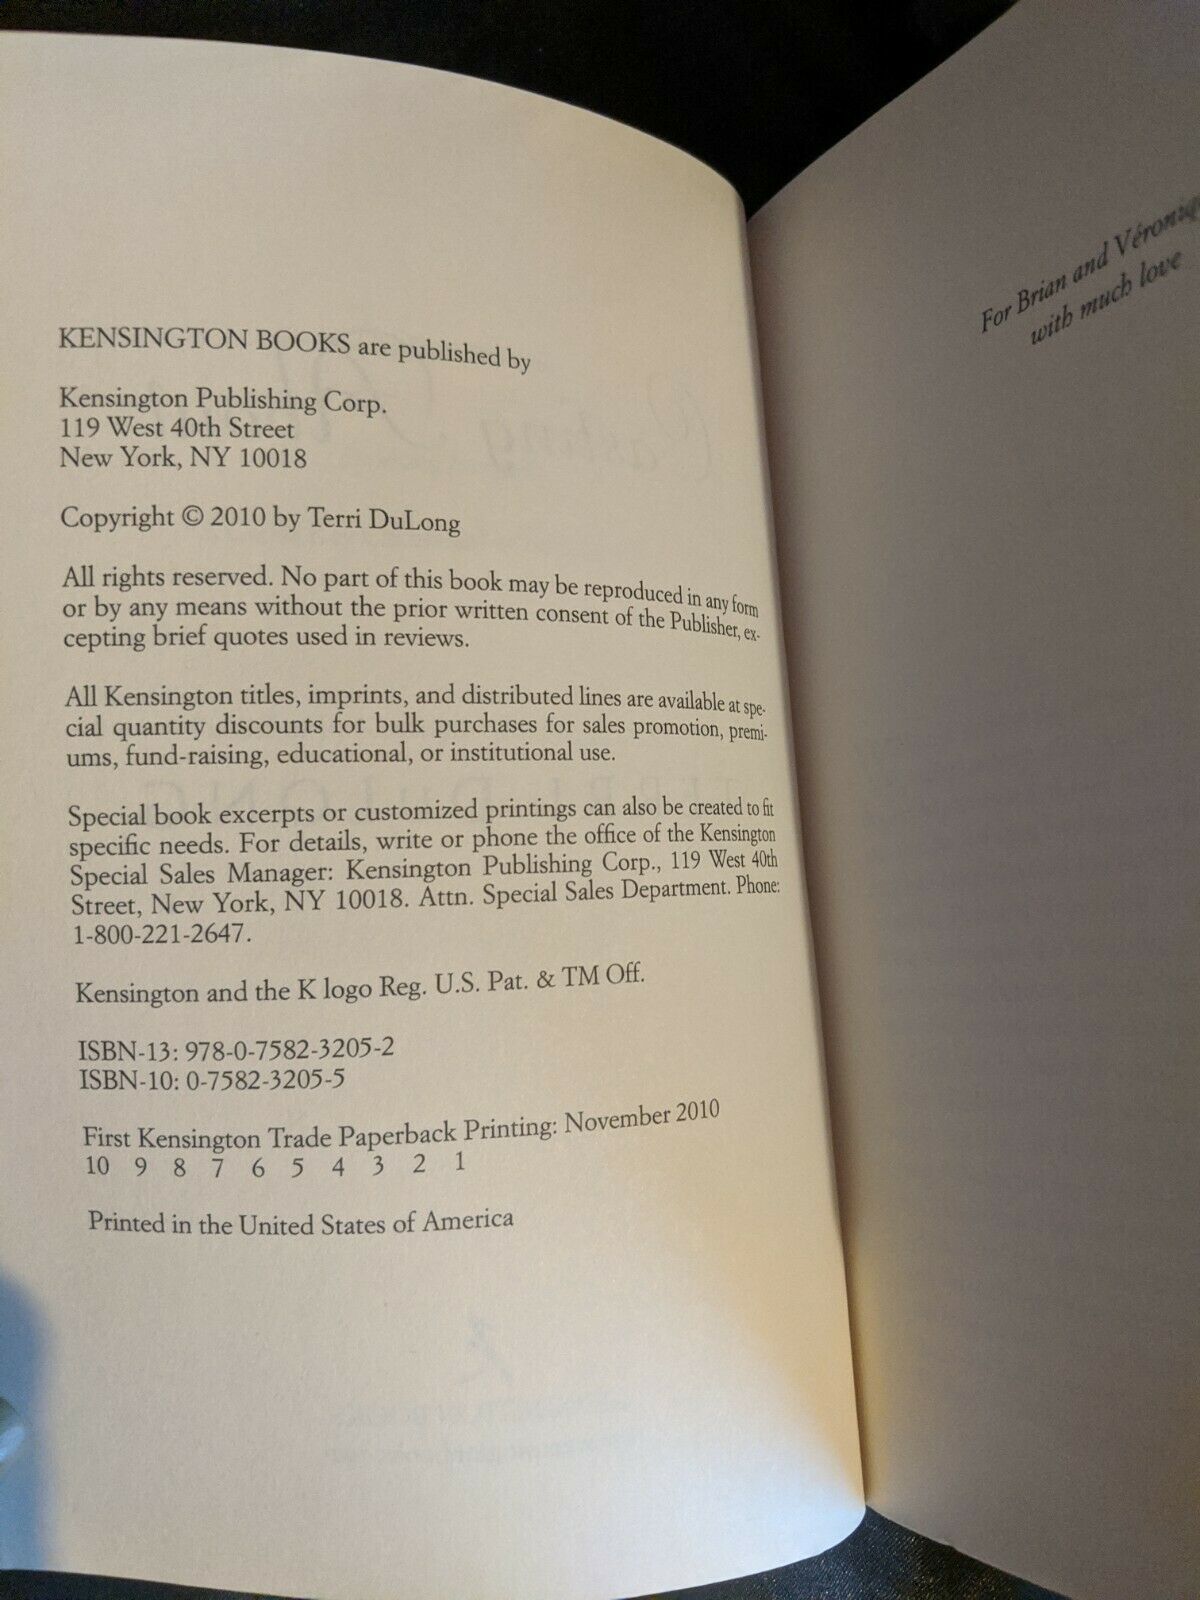 KENSINGTON BOOKS are published by
Kensington Publishing Corp.
119 West 40th Street
New York, NY 10018
Copyright © 2010 by Terri DuLong
All rights reserved. No part of this book may be reproduced in any form
or by any means without the prior written consent of the Publisher, ex-
cepting brief quotes used in reviews.
All Kensington titles, imprints, and distributed lines are available at spe-
cial quantity discounts for bulk purchases for sales promotion, premi-
ums, fund-raising, educational, or institutional use.
Special book excerpts or customized printings can also be created to fit
specific needs. For details, write or phone the office of the Kensington
Special Sales Manager: Kensington Publishing Corp., 119 West 40th
Street, New York, NY 10018. Attn. Special Sales Department. Phone:
1-800-221-2647.
Kensington and the K logo Reg. U.S. Pat. & TM Off.
ISBN-13: 978-0-7582-3205-2
ISBN-10: 0-7582-3205-5
First Kensington Trade Paperback Printing: November 2010
10 9 8 7 6 5 4 3 2 1
Printed in the United States of America
For Brian and
with much love